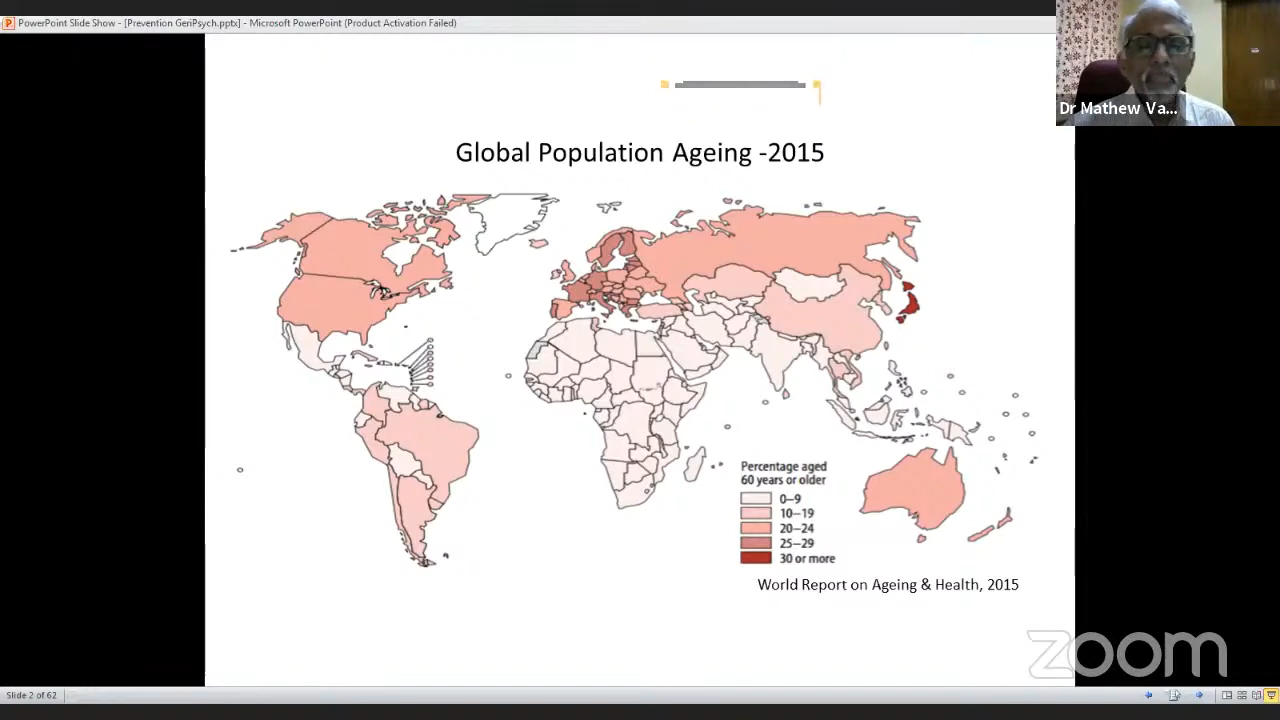 PowerPoint Slide Show - [Prevention GeriPsych.pptx] - Microsoft PowerPoint (Product Activation Failed)
Dr Mathew Va...
Global Population Ageing -2015
Percentage aged
60 years or older
0–9
10–19
20–24
25–29
30 or more
World Report on Ageing & Health, 2015
zoom
Slide 2 of 62